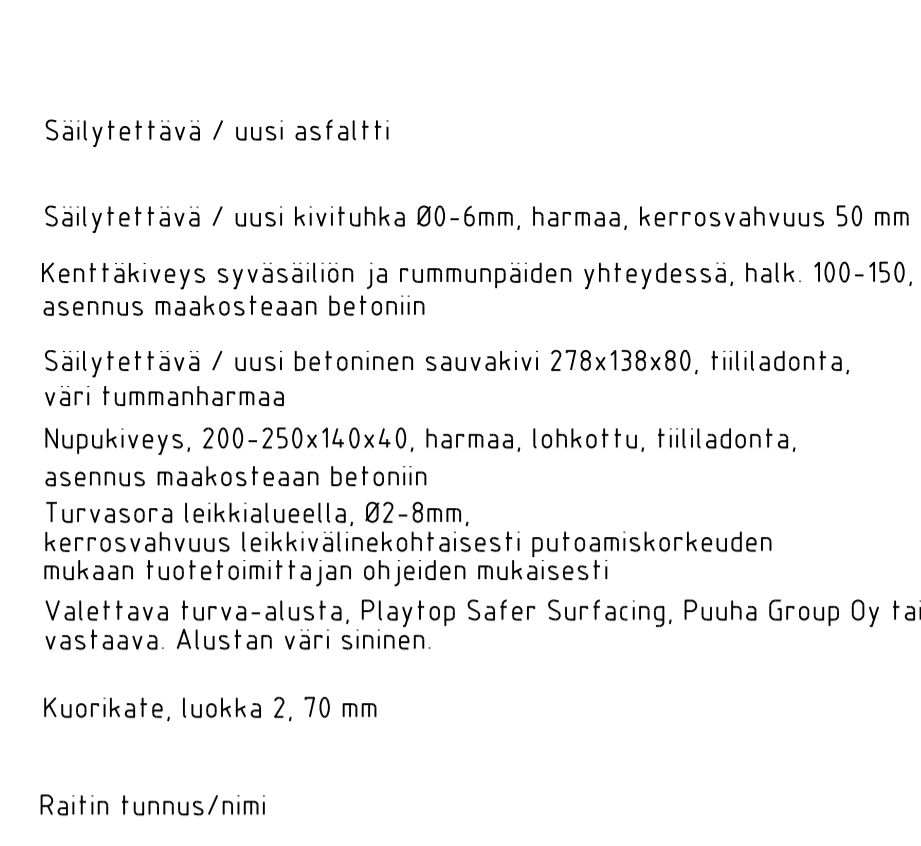 Säilytettävä / uusi asfaltti
Säilytettävä / uusi kivituhka Ø0-6mm, harmaa, kerrosvahvuus 50 mm
Kenttäkiveys syväsäiliön ja rummunpäiden yhteydessä, halk. 100-150,
asennus maakosteaan betoniin
Säilytettävä / uusi betoninen sauvakivi 278x138x80, tiililadonta,
väri tummanharmaa
Nupukiveys, 200-250x140x40, harmaa, lohkottu, tiililadonta,
asennus maakosteaan betoniin
Turvasora leikkialueella, Ø2-8mm,
kerrosvahvuus leikkivälinekohtaisesti putoamiskorkeuden
mukaan tuotetoimittajan ohjeiden mukaisesti
Valettava turva-alusta, Playtop Safer Surfacing, Puuha Group Oy tai
vastaava. Alustan väri sininen.
Kuorikate, luokka 2, 70 mm
Raitin tunnus/nimi